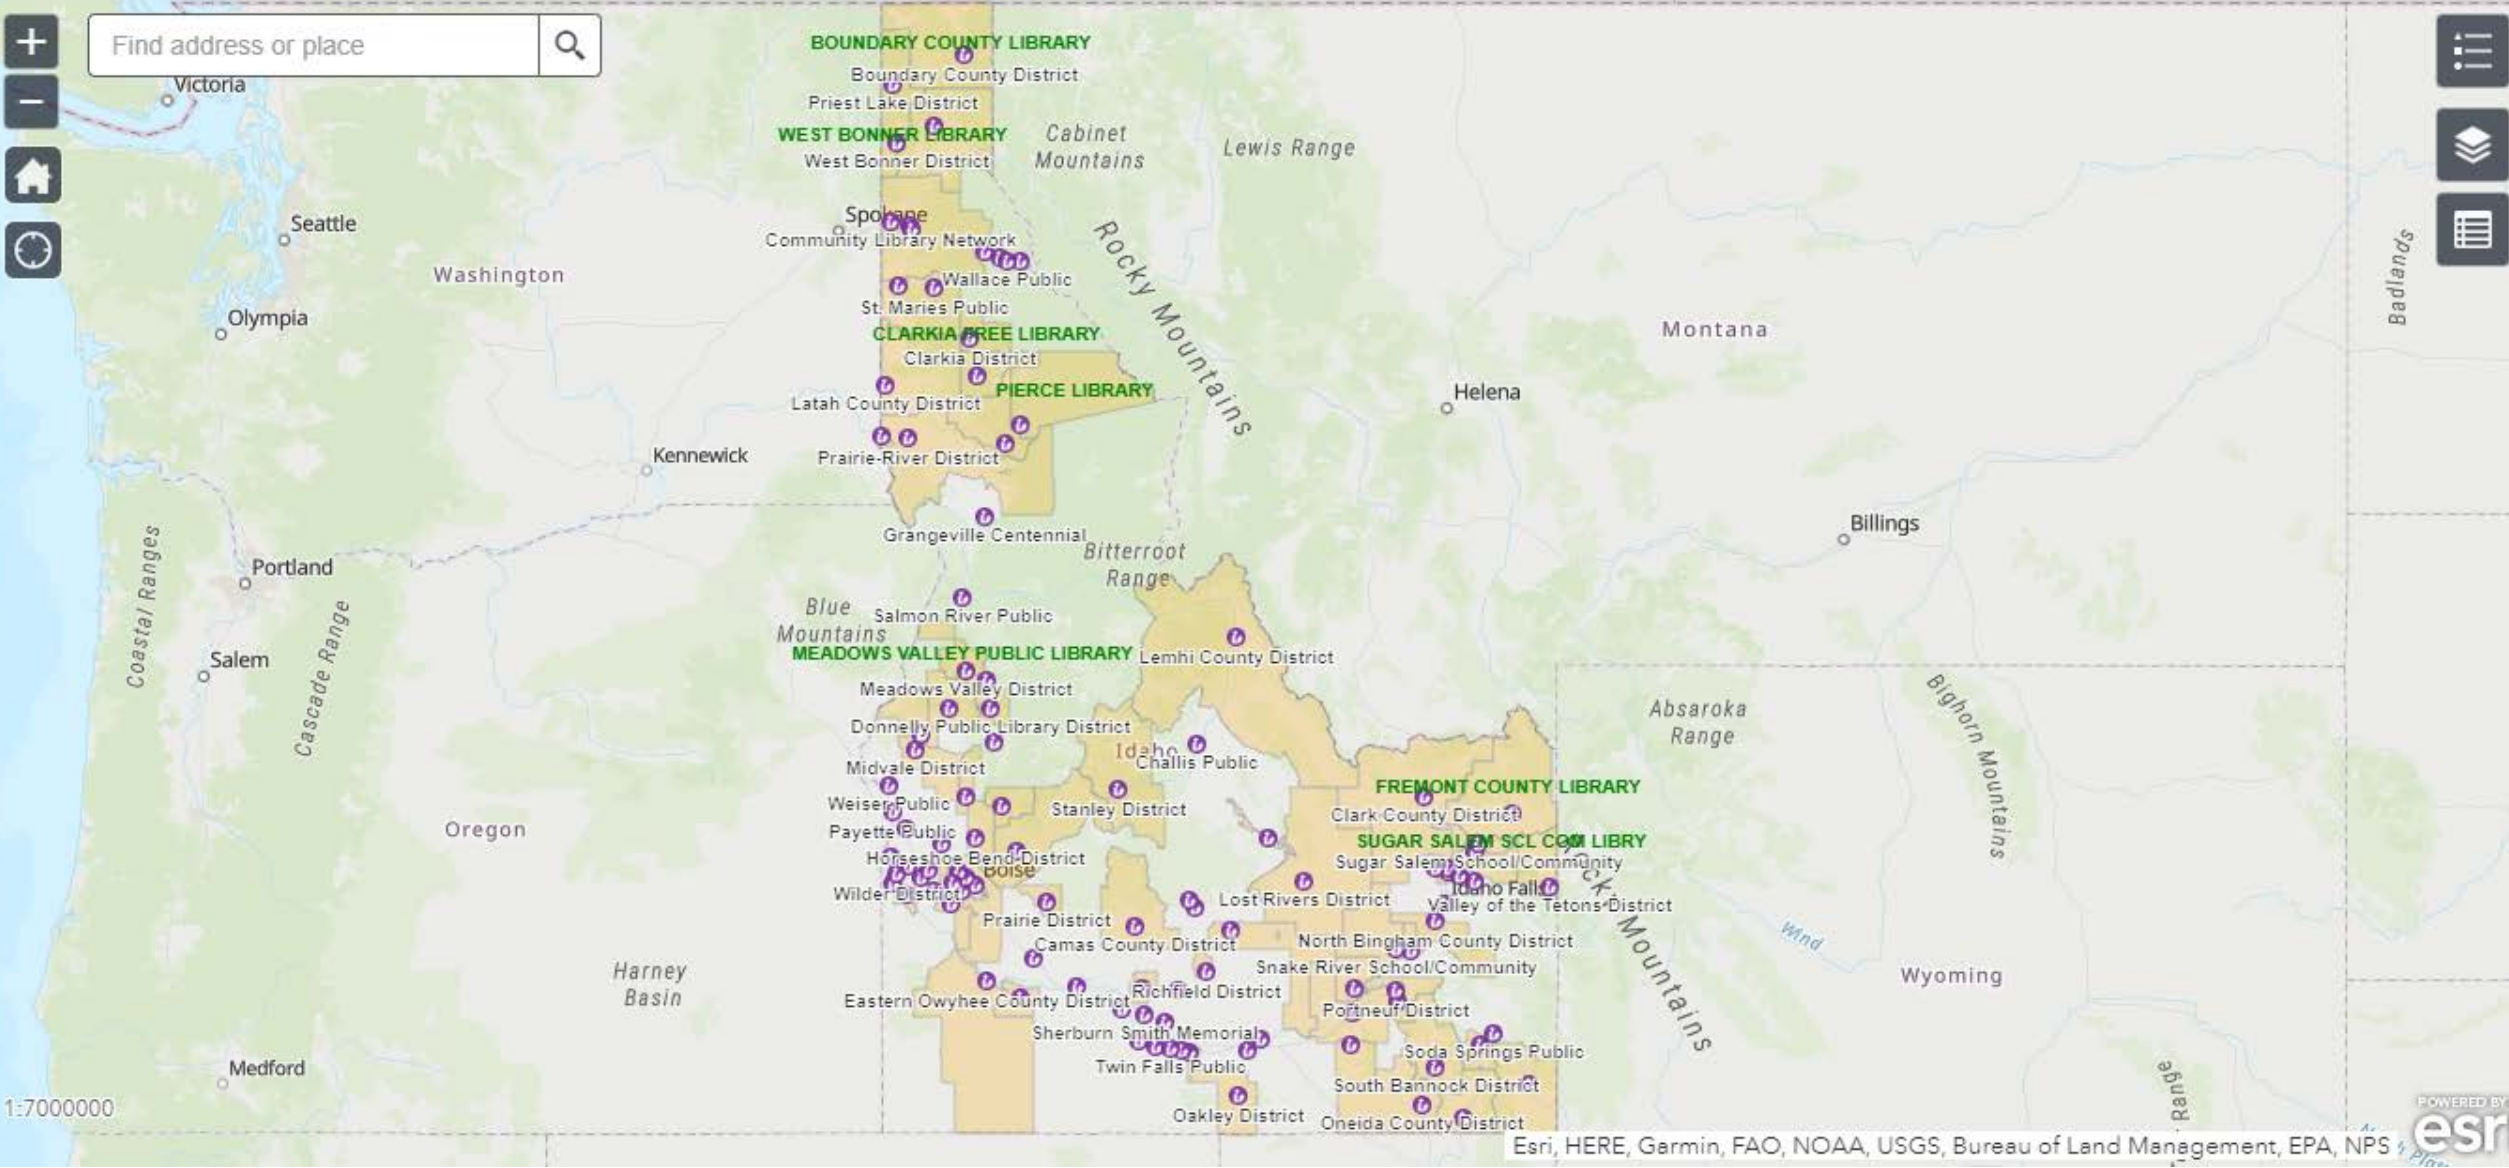 Find address or place
BOUNDARY COUNTY LIBRARY
Boundary County District
Victoria
Priest Lake District
WEST BONNER LIBRARY
West Bonner District
Cabinet
Mountains
Lewis Range
Seattle
Spokane
Community Library Network
Washington
Wallace Public
St. Maries Public
Rocky Mountains
Badlands
Olympia
CLARKIA FREE LIBRARY
Clarkia District
Montana
PIERCE LIBRARY
Latah County District
Helena
Kennewick
Prairie-River District
Grangeville Centennial
Bitterroot
Range
Billings
Portland
Coastal Ranges
Cascade Range
Blue
Mountains
Salmon River Public
Salem
MEADOWS VALLEY PUBLIC LIBRARY
Lemhi County District
Meadows Valley District
Donnelly Public Library District
Absaroka
Range
Bighorn Mountains
Idaho
Challis Public
Midvale District
FREMONT COUNTY LIBRARY
Weiser Public
Stanley District
Clark County District
Oregon
Payette Public
SUGAR SALEM SCL COM LIBRY
Horseshoe Bend District
Sugar Salem School/Community
Boise
Wilder District
Idaho Falls
Lost Rivers District
Valley of the Tetons District
Rocky Mountains
Prairie District
Camas County District
North Bingham County District
Wind
Harney
Basin
Snake River School/Community
Wyoming
Eastern Owyhee County District
Richfield District
Portneuf District
Sherburn Smith Memorial
Soda Springs Public
Medford
Twin Falls Public
South Bannock District
Range
1:7000000
Oakley District
Oneida County District
POWERED BY
esri
Esri, HERE, Garmin, FAO, NOAA, USGS, Bureau of Land Management, EPA, NPS